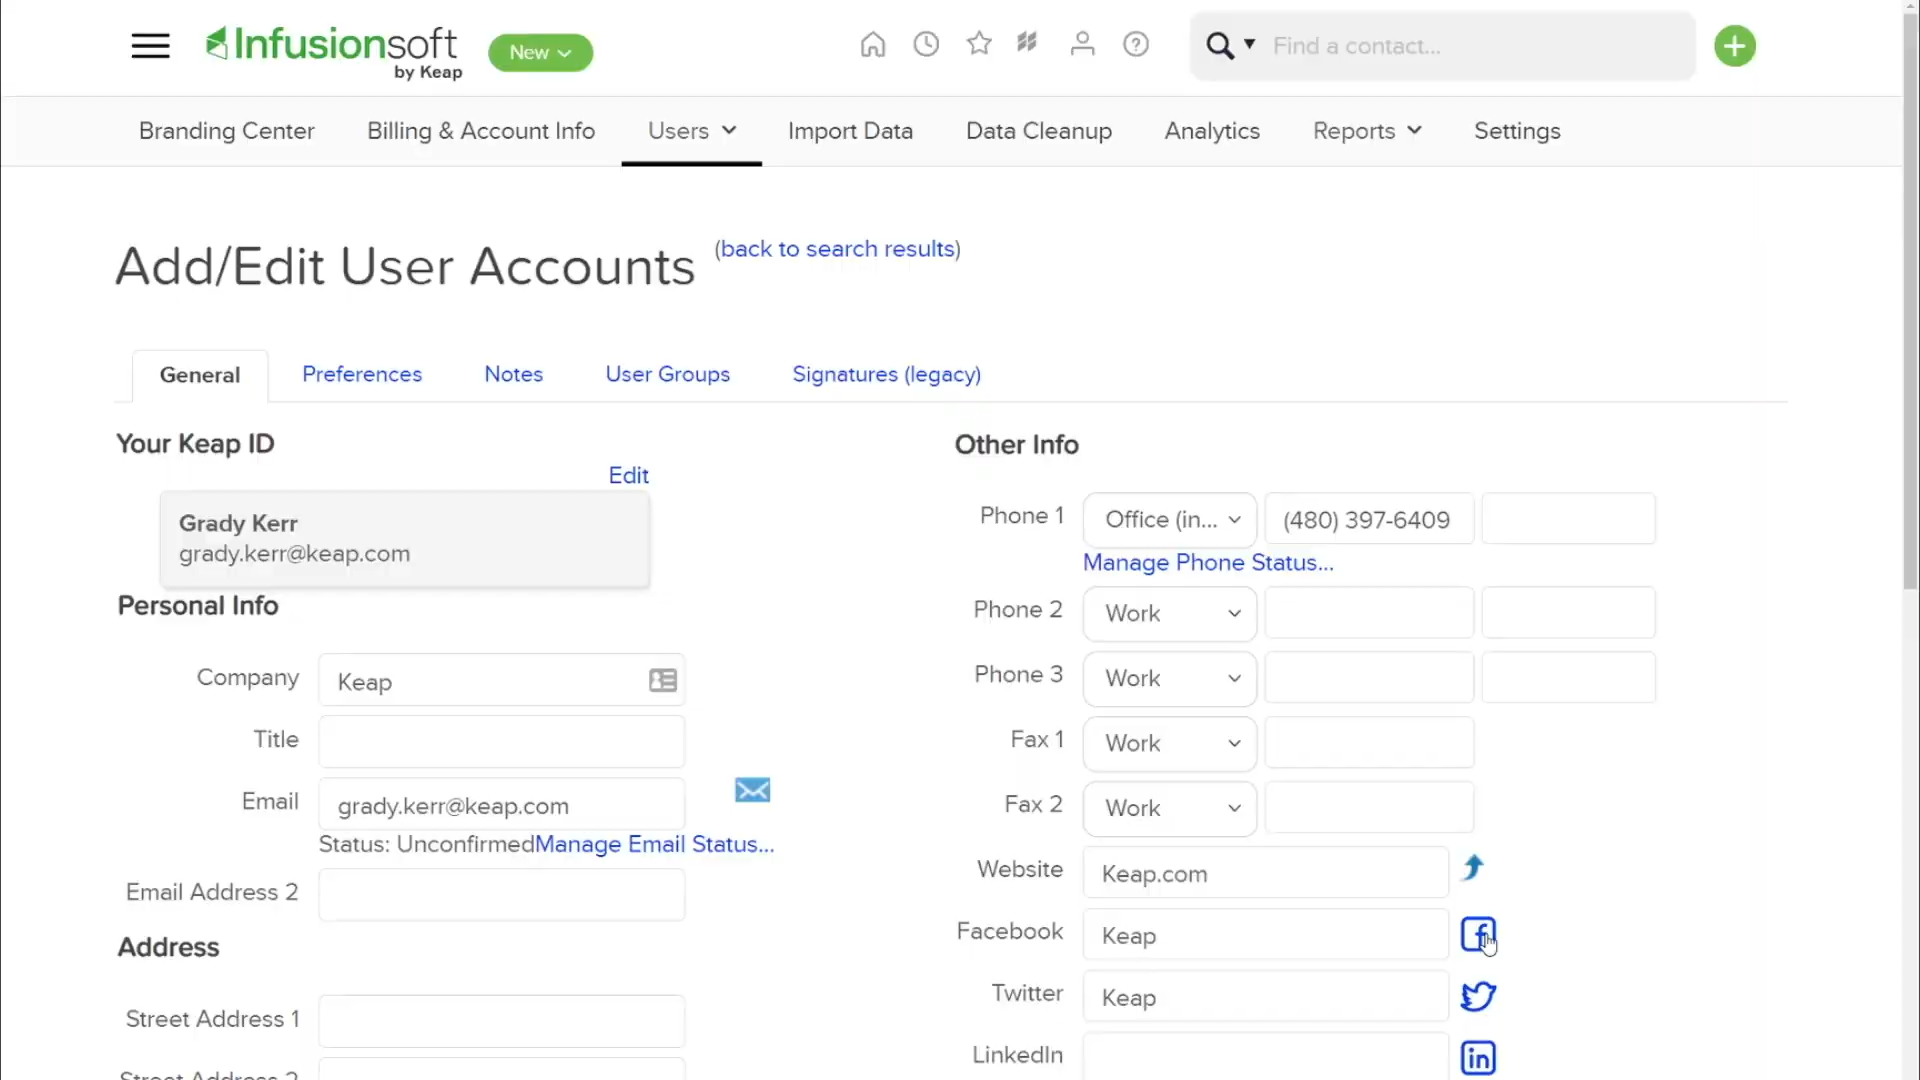 Infusionsoft
by Keap
New
Find a contact...
Branding Center
Billing & Account Info
Users
Import Data
Data Cleanup
Analytics
Reports
Settings
Add/Edit User Accounts
(back to search results)
General
Preferences
Notes
User Groups
Signatures (legacy)
Your Keap ID
Edit
Grady Kerr
grady.kerr@keap.com
Personal Info
Company
Keap
Title
Email
grady.kerr@keap.com
Status: UnconfirmedManage Email Status...
Email Address 2
Address
Street Address 1
Street Address 2
Other Info
Phone 1
Office (in...
(480) 397-6409
Manage Phone Status...
Phone 2
Work
Phone 3
Work
Fax 1
Work
Fax 2
Work
Website
Keap.com
Facebook
Keap
Twitter
Keap
LinkedIn